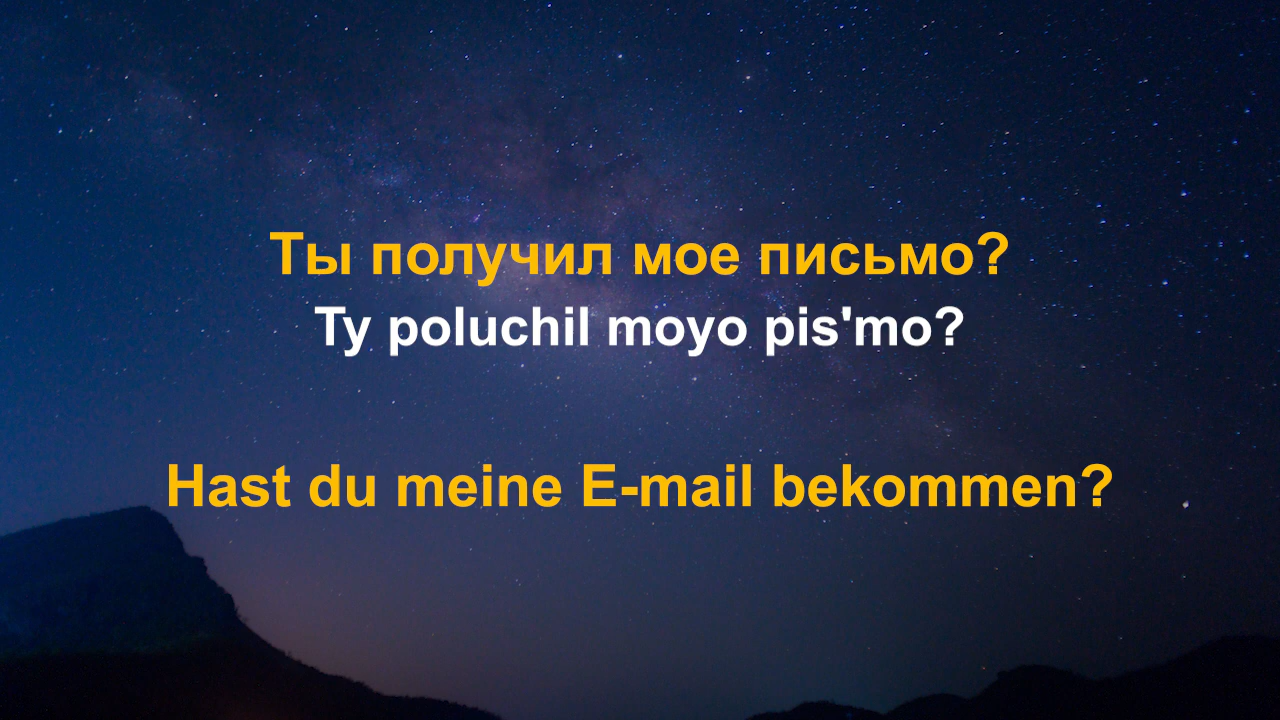 Ты получил мое письмо?
Ty poluchil moyo pis'mo?
Hast du meine E-mail bekommen?